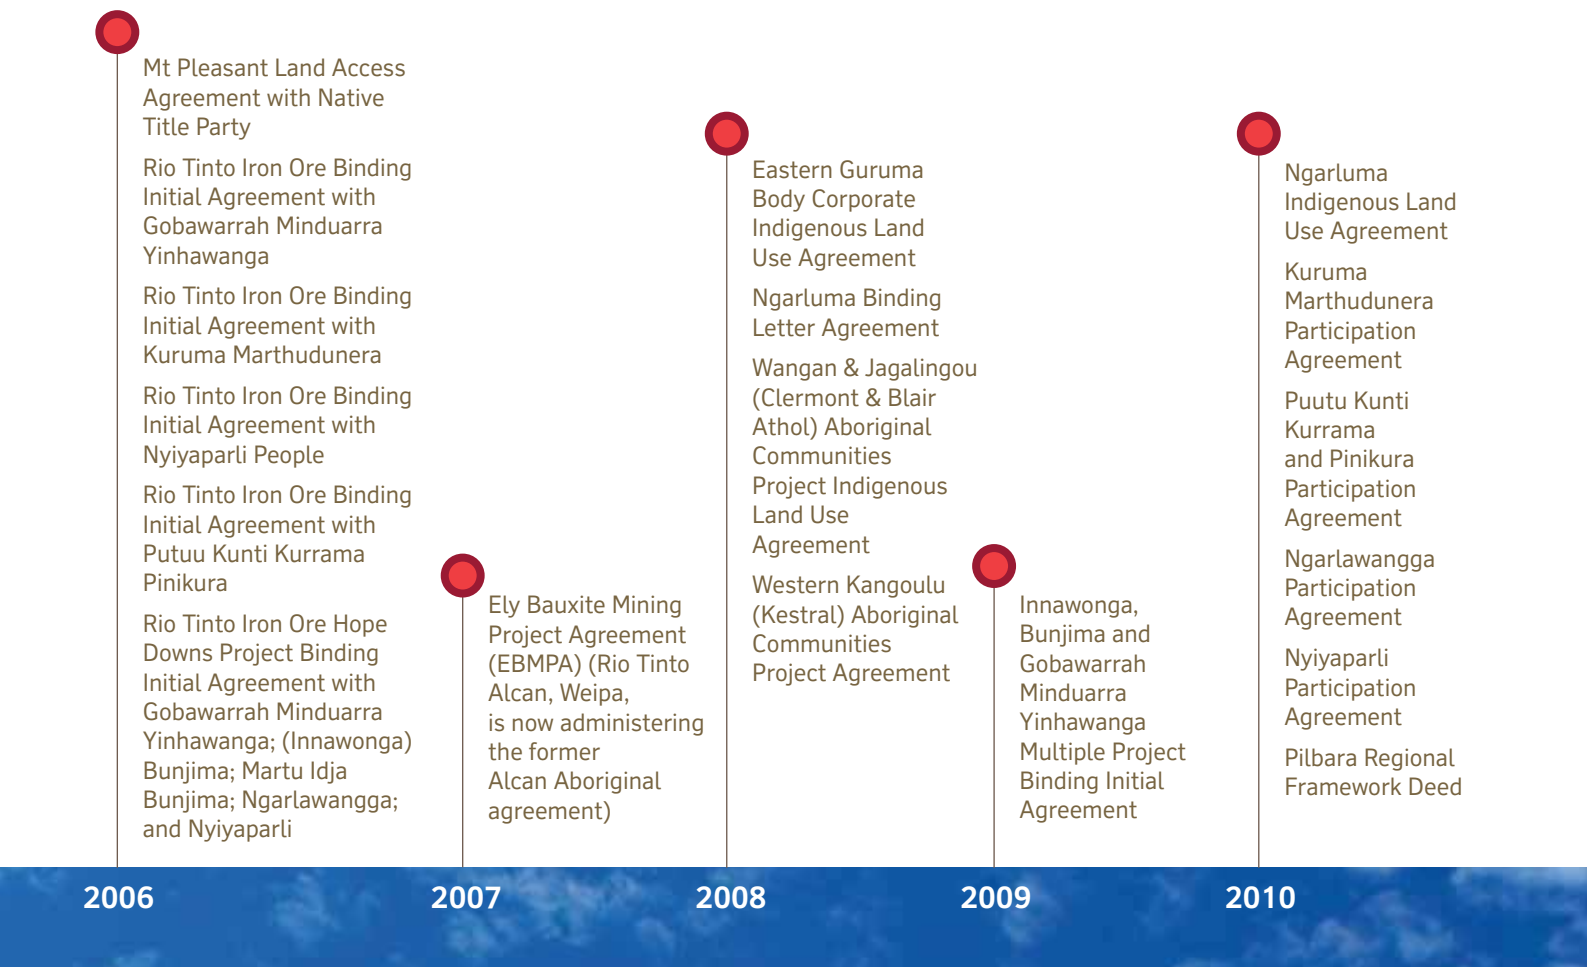 Mt Pleasant Land Access
Agreement with Native
Title Party
Rio Tinto Iron Ore Binding
Initial Agreement with
Gobawarrah Minduarra
Yinhawanga
Rio Tinto Iron Ore Binding
Initial Agreement with
Kuruma Marthudunera
Rio Tinto Iron Ore Binding
Initial Agreement with
Nyiyaparli People
Rio Tinto Iron Ore Binding
Initial Agreement with
Putuu Kunti Kurrama
Pinikura
Rio Tinto Iron Ore Hope
Downs Project Binding
Initial Agreement with
Gobawarrah Minduarra
Yinhawanga; (Innawonga)
Bunjima; Martu Idja
Bunjima; Ngarlawangga;
and Nyiyaparli
2006
Ely Bauxite Mining
Project Agreement
(EBMPA) (Rio Tinto
Alcan, Weipa,
is now administering
the former
Alcan Aboriginal
agreement)
2007
Eastern Guruma
Body Corporate
Indigenous Land
Use Agreement
Ngarluma Binding
Letter Agreement
Wangan & Jagalingou
(Clermont & Blair
Athol) Aboriginal
Communities
Project Indigenous
Land Use
Agreement
Western Kangoulu
(Kestral) Aboriginal
Communities
Project Agreement
2008
Innawonga,
Bunjima and
Gobawarrah
Minduarra
Yinhawanga
Multiple Project
Binding Initial
Agreement
2009
Ngarluma
Indigenous Land
Use Agreement
Kuruma
Marthudunera
Participation
Agreement
Puutu Kunti
Kurrama
and Pinikura
Participation
Agreement
Ngarlawangga
Participation
Agreement
Nyiyaparli
Participation
Agreement
Pilbara Regional
Framework Deed
2010